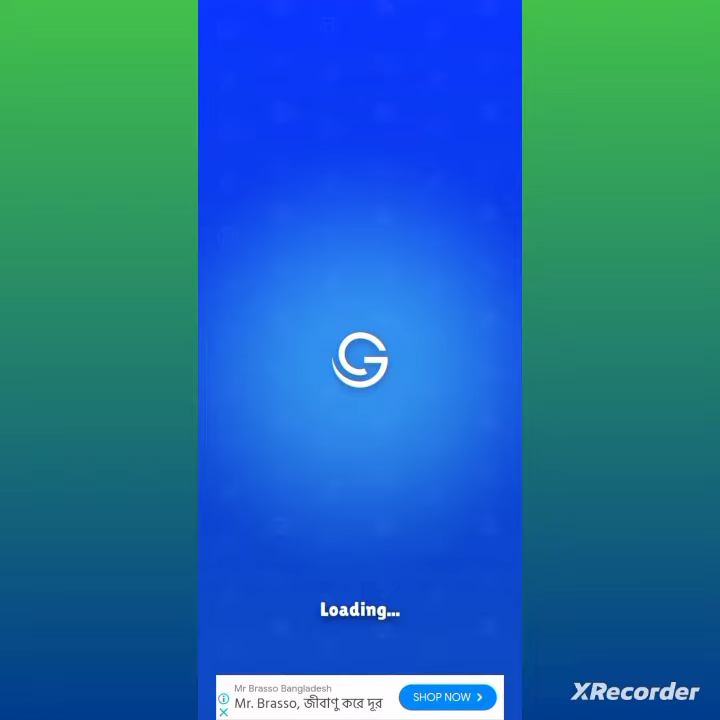 Loading...
Mr Brasso Bangladesh
Mr. Brasso, জীবাণু করে দূর
SHOP NOW
XRecorder